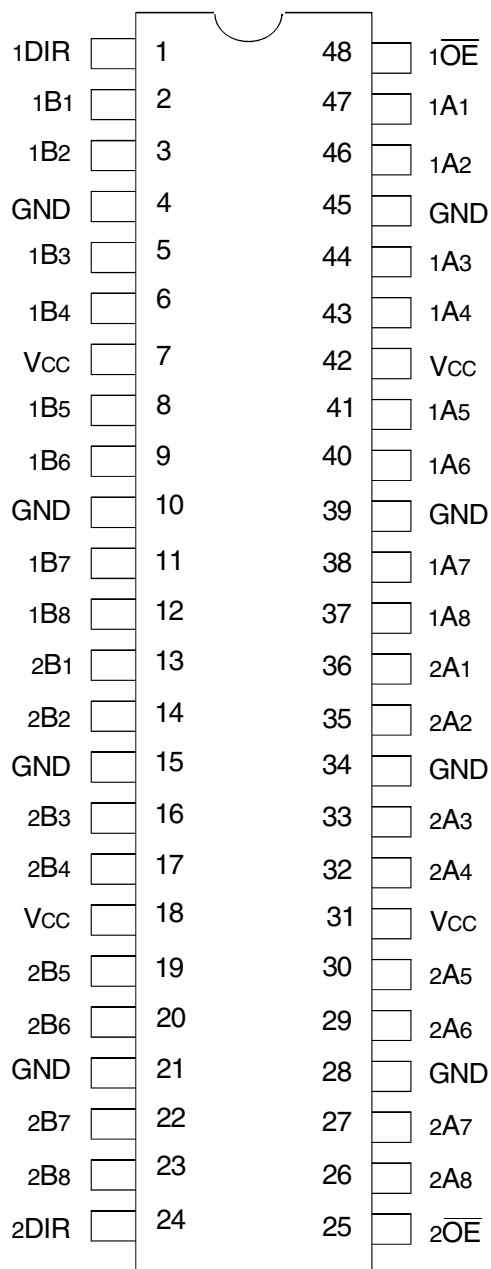 1DIR 1 48 1O̅E̅
1B1 2 47 1A1
1B2 3 46 1A2
GND 4 45 GND
1B3 5 44 1A3
1B4 6 43 1A4
VCC 7 42 VCC
1B5 8 41 1A5
1B6 9 40 1A6
GND 10 39 GND
1B7 11 38 1A7
1B8 12 37 1A8
2B1 13 36 2A1
2B2 14 35 2A2
GND 15 34 GND
2B3 16 33 2A3
2B4 17 32 2A4
VCC 18 31 VCC
2B5 19 30 2A5
2B6 20 29 2A6
GND 21 28 GND
2B7 22 27 2A7
2B8 23 26 2A8
2DIR 24 25 2O̅E̅